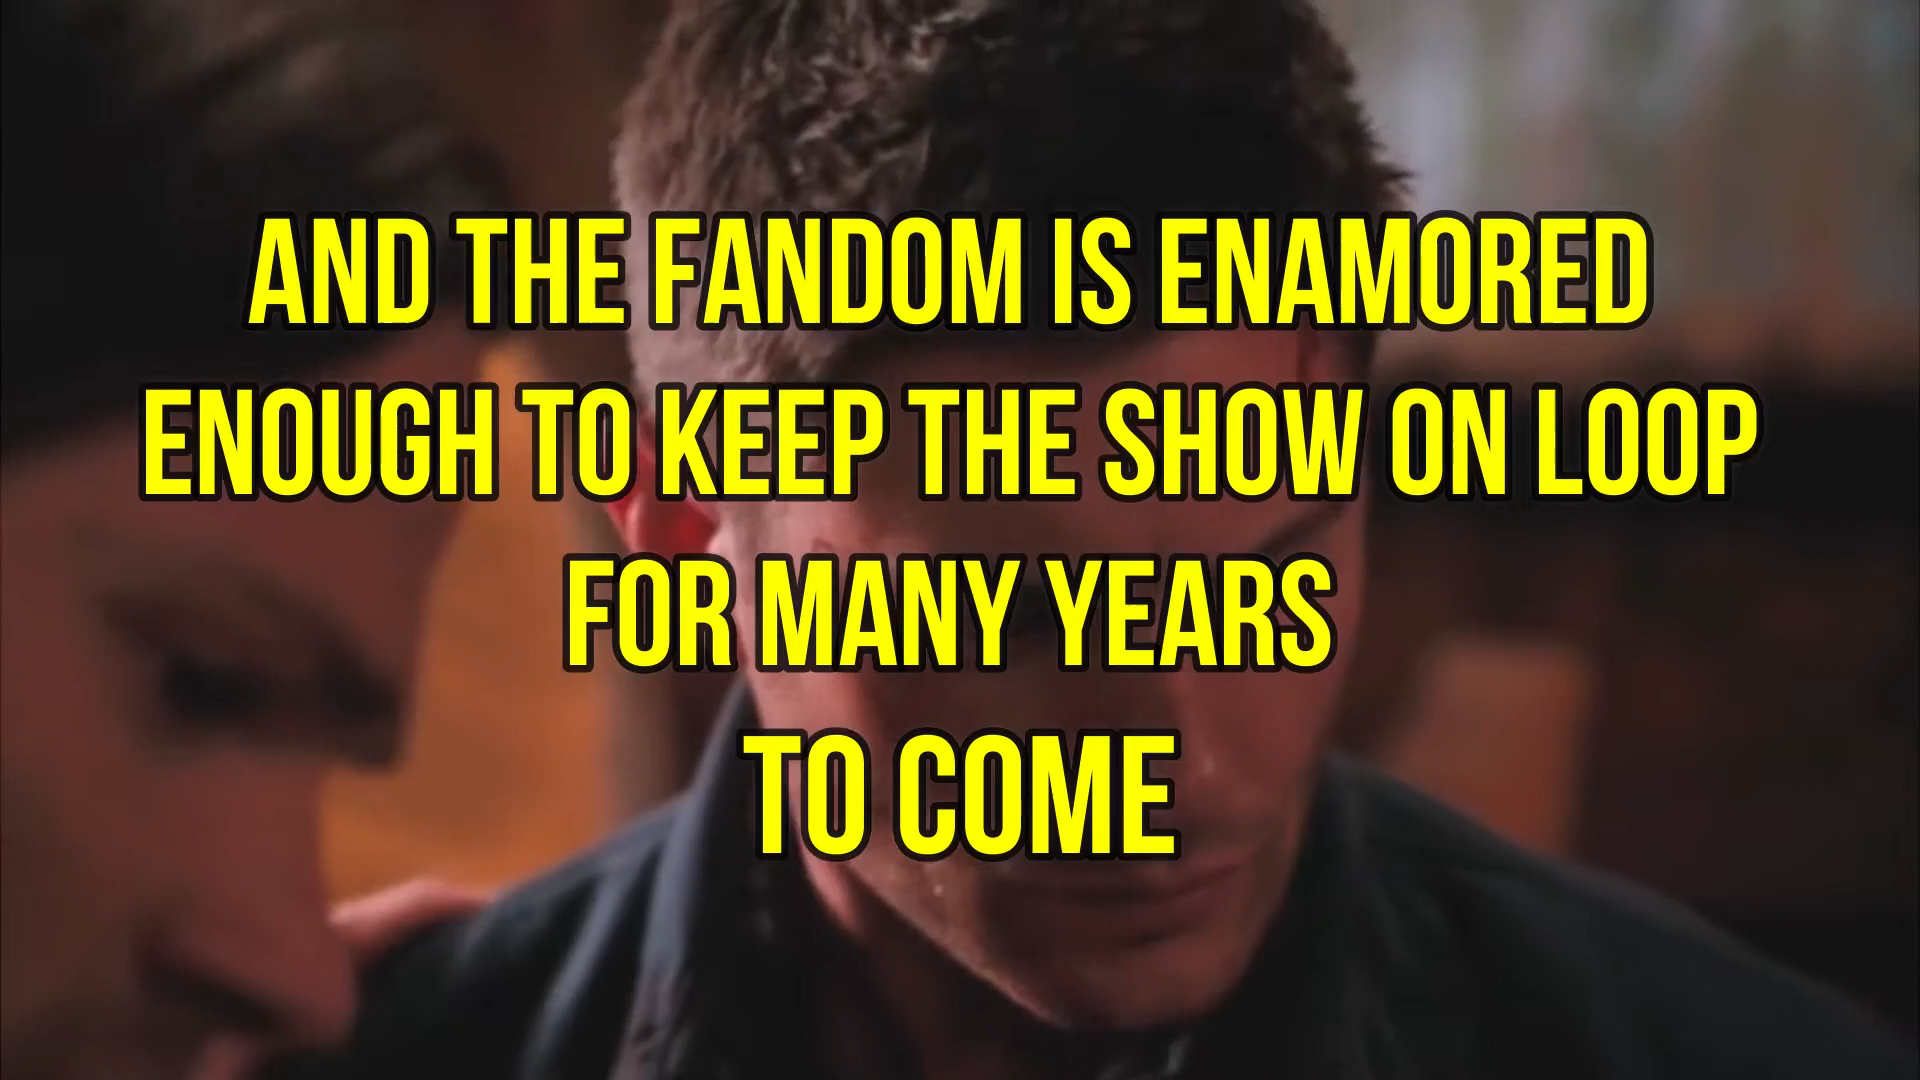 AND THE FANDOM IS ENAMORED
ENOUGH TO KEEP THE SHOW ON LOOP
FOR MANY YEARS
TO COME